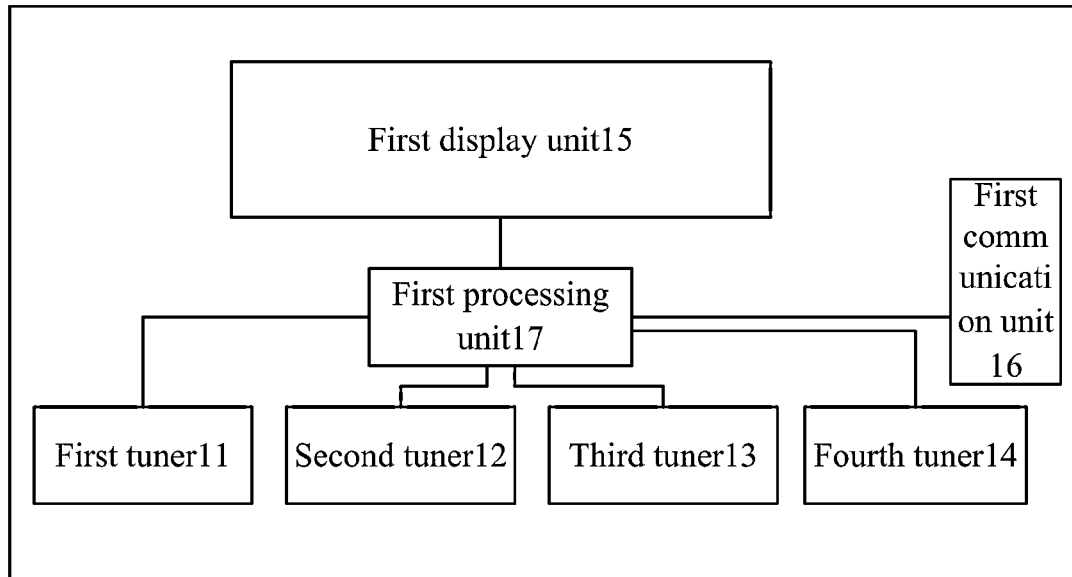 First display unit15
First
comm
unicati
on unit
16
First processing
unit17
First tuner11
Second tuner12
Third tuner13
Fourth tuner14